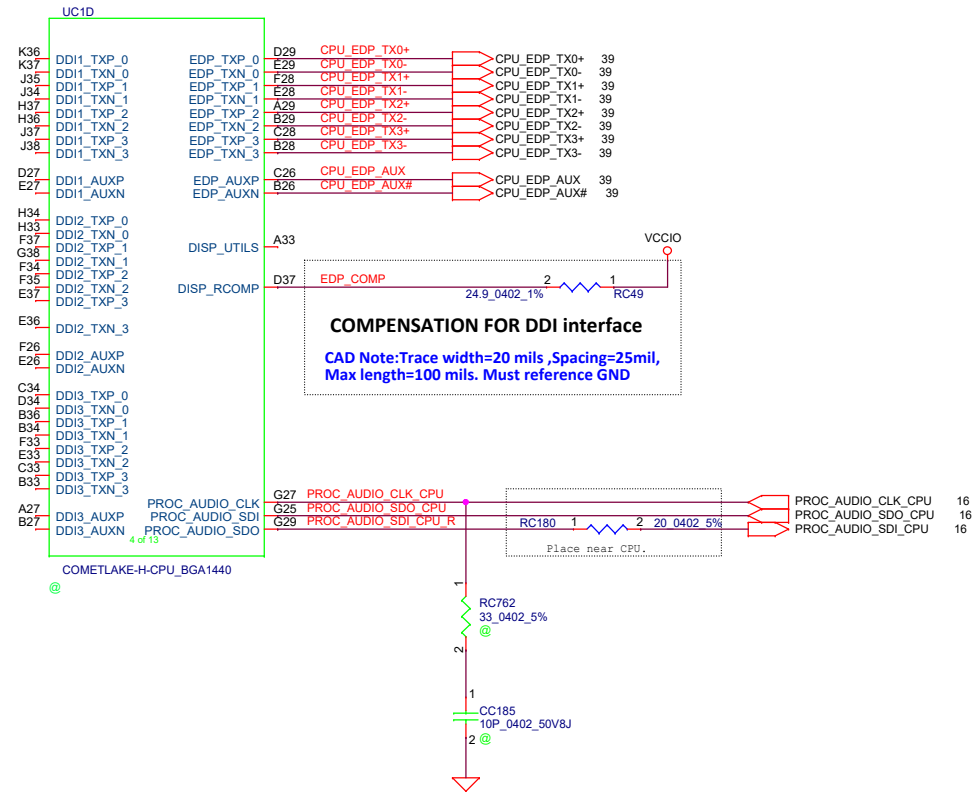 UC1D
K36 DDI1_TXP_0 EDP_TXP_0 D29 CPU_EDP_TX0+ CPU_EDP_TX0+ 39
K37 DDI1_TXN_0 EDP_TXN_0 E29 CPU_EDP_TX0- CPU_EDP_TX0- 39
J35 DDI1_TXP_1 EDP_TXP_1 F28 CPU_EDP_TX1+ CPU_EDP_TX1+ 39
J34 DDI1_TXN_1 EDP_TXN_1 E28 CPU_EDP_TX1- CPU_EDP_TX1- 39
H37 DDI1_TXP_2 EDP_TXP_2 A29 CPU_EDP_TX2+ CPU_EDP_TX2+ 39
H36 DDI1_TXN_2 EDP_TXN_2 B29 CPU_EDP_TX2- CPU_EDP_TX2- 39
J37 DDI1_TXP_3 EDP_TXP_3 C28 CPU_EDP_TX3+ CPU_EDP_TX3+ 39
J38 DDI1_TXN_3 EDP_TXN_3 B28 CPU_EDP_TX3- CPU_EDP_TX3- 39
D27 DDI1_AUXP EDP_AUXP C26 CPU_EDP_AUX CPU_EDP_AUX 39
E27 DDI1_AUXN EDP_AUXN B26 CPU_EDP_AUX# CPU_EDP_AUX# 39
H34 DDI2_TXP_0
H33 DDI2_TXN_0
F37 DDI2_TXP_1 DISP_UTILS A33 VCCIO
G38 DDI2_TXN_1
F34 DDI2_TXP_2
F35 DDI2_TXN_2 DISP_RCOMP D37 EDP_COMP 2 1
E37 DDI2_TXP_3 24.9_0402_1% RC49
E36 DDI2_TXN_3
COMPENSATION FOR DDI interface
F26 DDI2_AUXP
E26 DDI2_AUXN
CAD Note:Trace width=20 mils ,Spacing=25mil,
Max length=100 mils. Must reference GND
C34 DDI3_TXP_0
D34 DDI3_TXN_0
B36 DDI3_TXP_1
B34 DDI3_TXN_1
F33 DDI3_TXP_2
E33 DDI3_TXN_2
C33 DDI3_TXP_3
B33 DDI3_TXN_3
PROC_AUDIO_CLK G27 PROC_AUDIO_CLK_CPU PROC_AUDIO_CLK_CPU 16
A27 DDI3_AUXP PROC_AUDIO_SDI G25 PROC_AUDIO_SDO_CPU PROC_AUDIO_SDO_CPU 16
B27 DDI3_AUXN PROC_AUDIO_SDO G29 PROC_AUDIO_SDI_CPU_R RC180 1 2 20_0402_5% PROC_AUDIO_SDI_CPU 16
4 of 13
Place near CPU.
COMETLAKE-H-CPU_BGA1440
@
1
RC762
33_0402_5%
@
2
1
CC185
10P_0402_50V8J
2 @